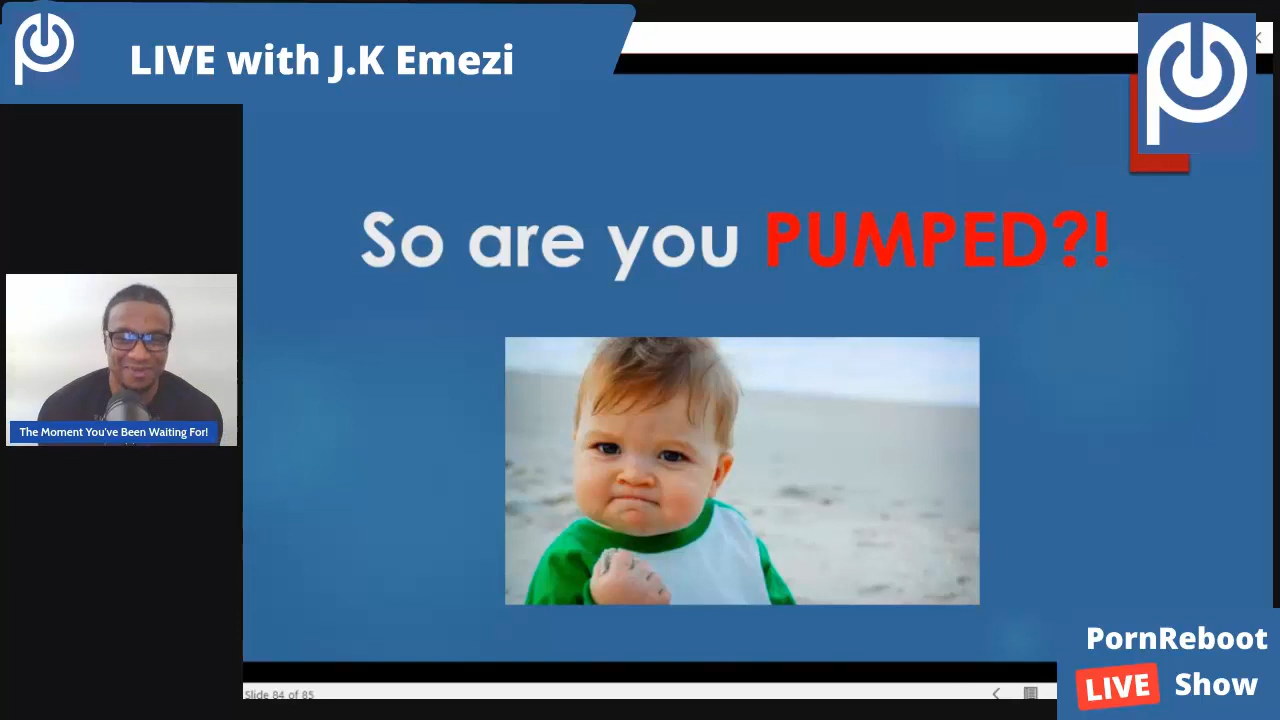 LIVE with J.K Emezi
So are you PUMPED?!
The Moment You've Been Waiting For!
Slide 84 of 85
PornReboot
LIVE Show